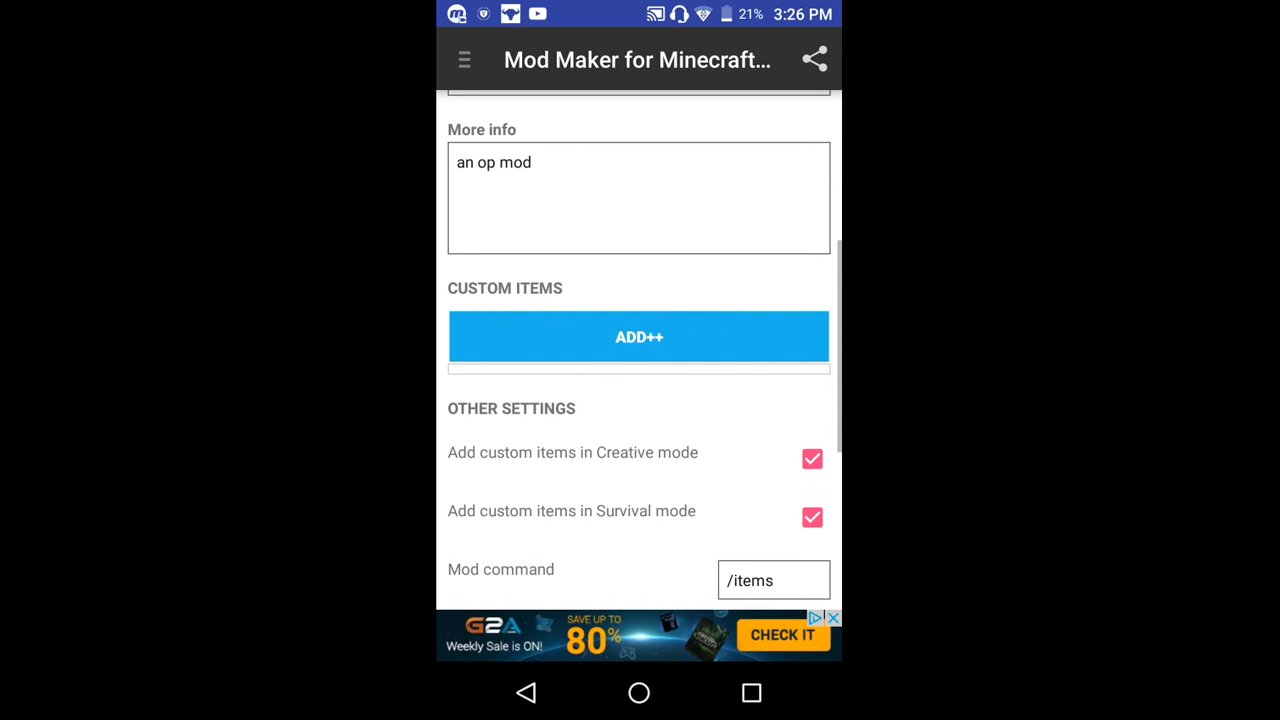 21% 3:26 PM
Mod Maker for Minecraft...
More info
an op mod
CUSTOM ITEMS
ADD++
OTHER SETTINGS
Add custom items in Creative mode
Add custom items in Survival mode
Mod command
/items
G2A
Weekly Sale is ON!
SAVE UP TO
80%
CHECK IT